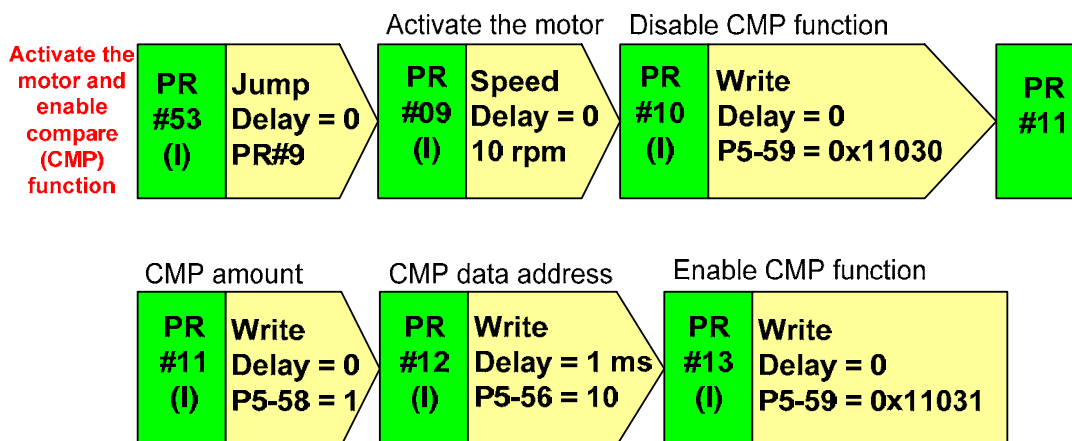 Activate the
motor and
enable
compare
(CMP)
function
PR
#53
(I)
Jump
Delay = 0
PR#9
Activate the motor
PR
#09
(I)
Speed
Delay = 0
10 rpm
Disable CMP function
PR
#10
(I)
Write
Delay = 0
P5-59 = 0x11030
PR
#11
CMP amount
PR
#11
(I)
Write
Delay = 0
P5-58 = 1
CMP data address
PR
#12
(I)
Write
Delay = 1 ms
P5-56 = 10
Enable CMP function
PR
#13
(I)
Write
Delay = 0
P5-59 = 0x11031